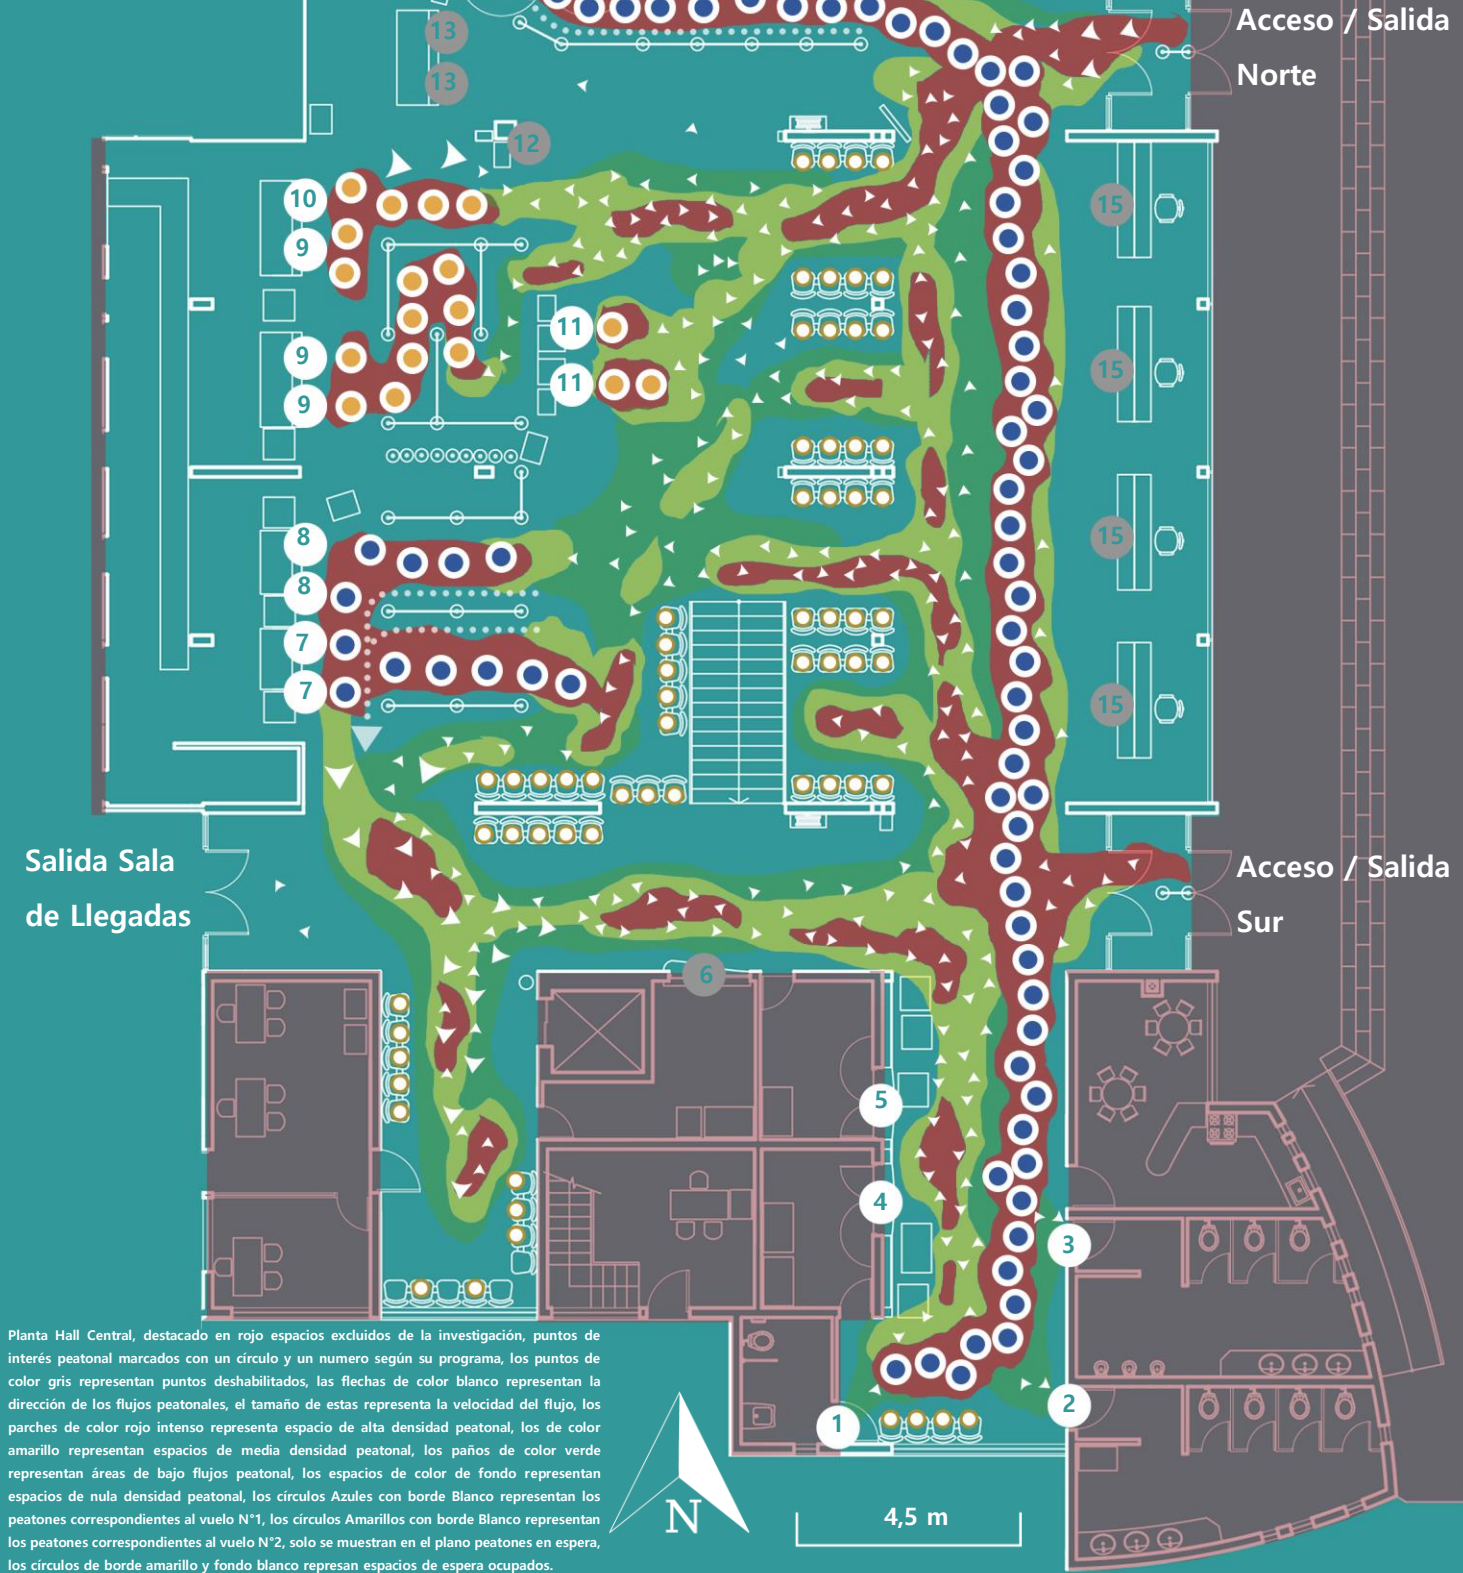 Acceso / Salida
Norte
13
13
12
10
9
15
11
9
15
11
9
8
15
8
7
7
15
Salida Sala
de Llegadas
Acceso / Salida
Sur
6
5
4
3
2
1
Planta Hall Central, destacado en rojo espacios excluidos de la investigación, puntos de
interés peatonal marcados con un círculo y un numero según su programa, los puntos de
color gris representan puntos deshabilitados, las flechas de color blanco representan la
dirección de los flujos peatonales, el tamaño de estas representa la velocidad del flujo, los
parches de color rojo intenso representa espacio de alta densidad peatonal, los de color
amarillo representan espacios de media densidad peatonal, los paños de color verde
representan áreas de bajo flujos peatonal, los espacios de color de fondo representan
espacios de nula densidad peatonal, los círculos Azules con borde Blanco representan los
peatones correspondientes al vuelo N°1, los círculos Amarillos con borde Blanco representan
los peatones correspondientes al vuelo N°2, solo se muestran en el plano peatones en espera,
los círculos de borde amarillo y fondo blanco represan espacios de espera ocupados.
N
4,5 m